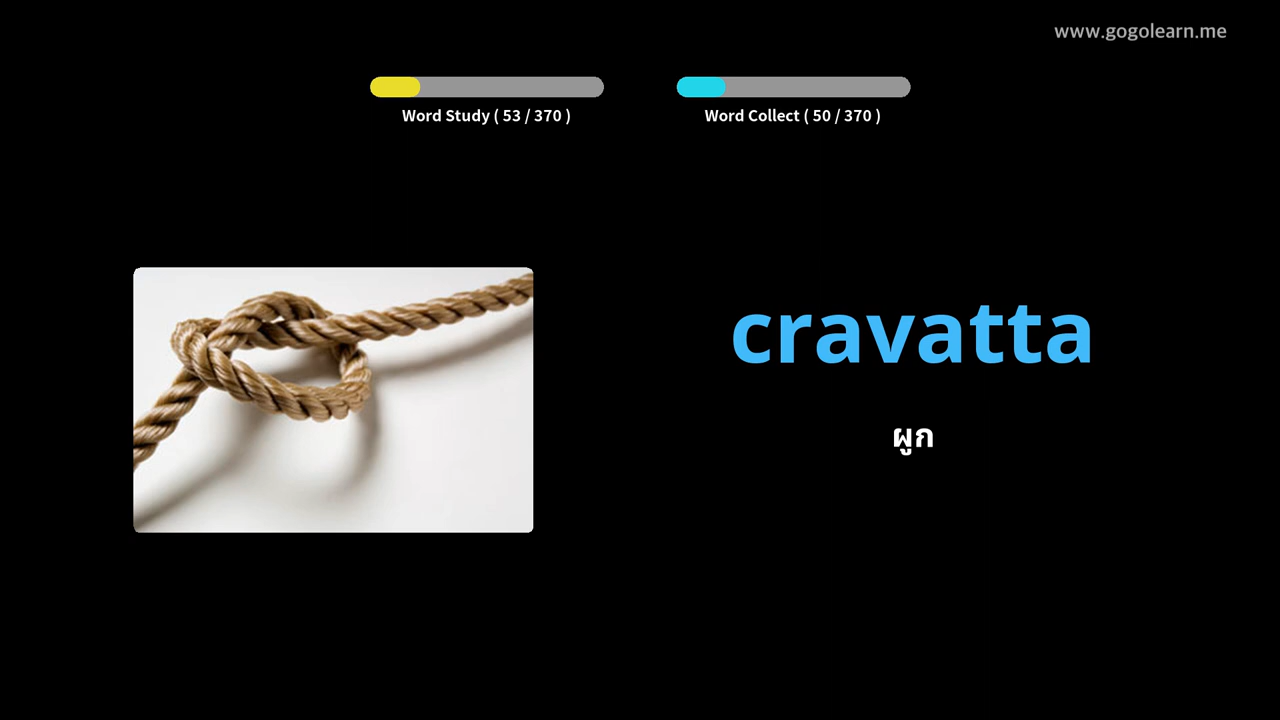 www.gogolearn.me
Word Study ( 53 / 370 )
Word Collect ( 50 / 370 )
cravatta
ผูก